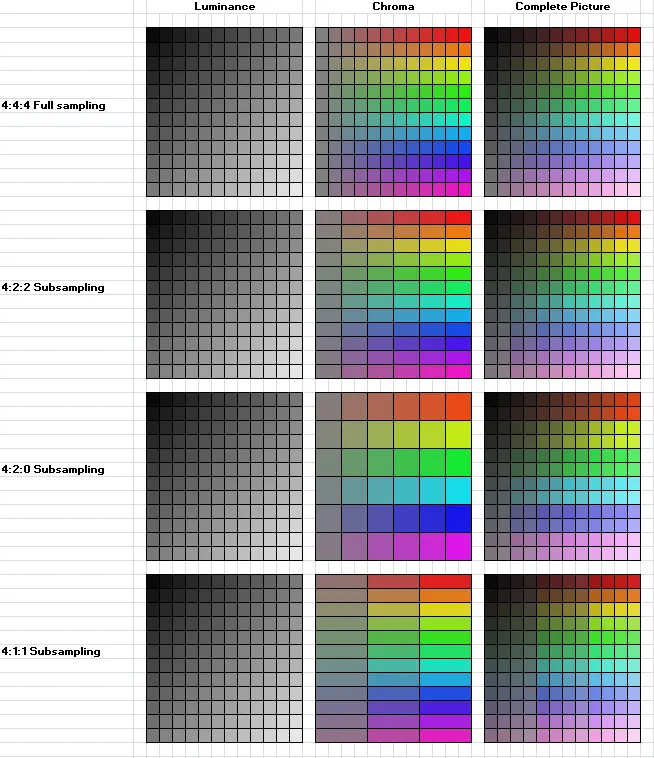 Luminance Chroma Complete Picture
4:4:4 Full sampling
4:2:2 Subsampling
4:2:0 Subsampling
4:1:1 Subsampling